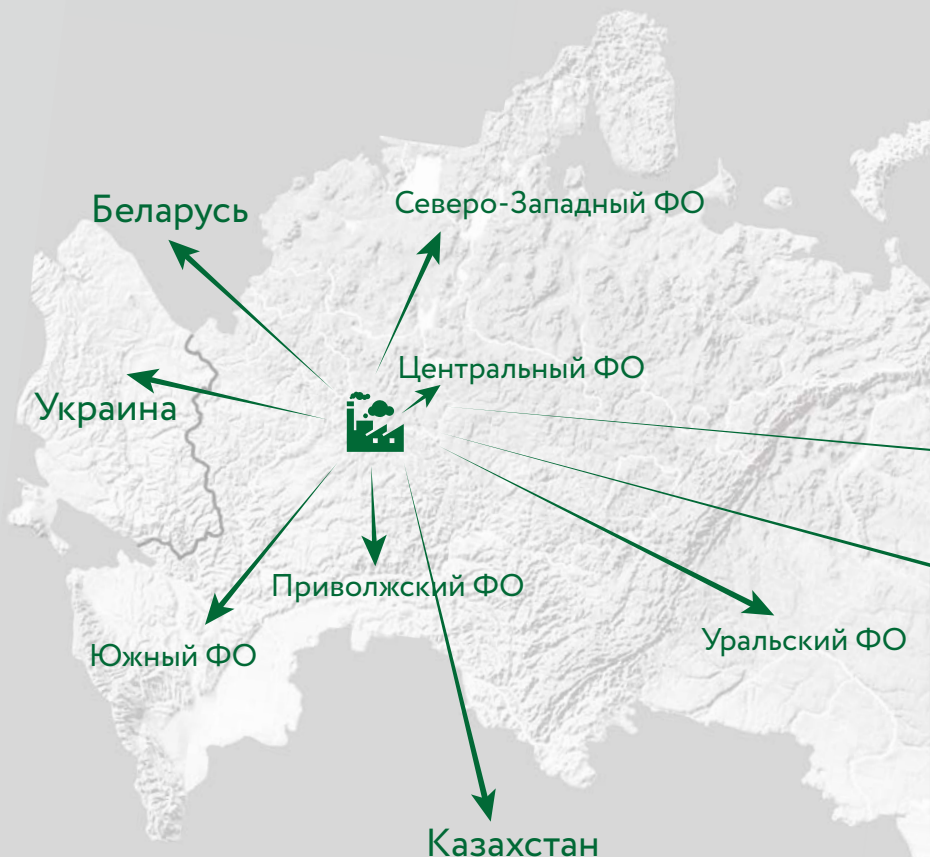 Беларусь
Северо-Западный ФО
Центральный ФО
Украина
Приволжский ФО
Уральский ФО
Южный ФО
Казахстан